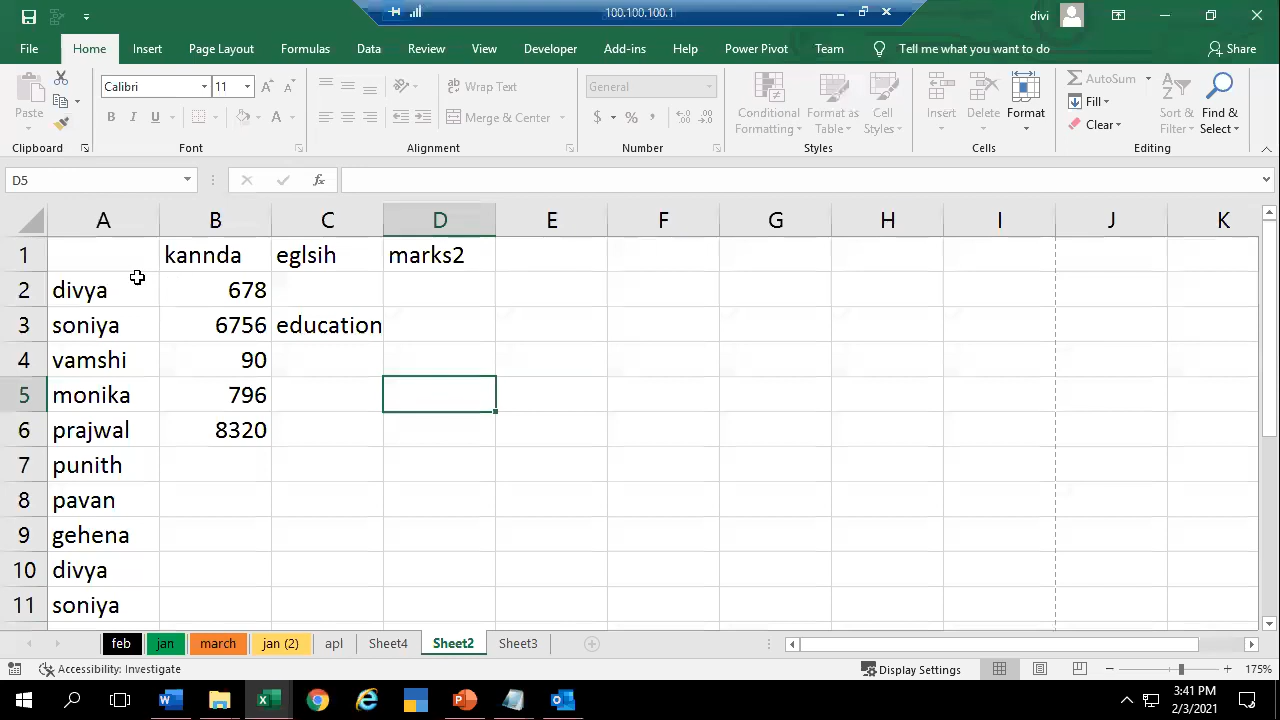 100.100.100.1
divi
File Home Insert Page Layout Formulas Data Review View Developer Add-ins Help Power Pivot Team Tell me what you want to do Share
Calibri 11 Wrap Text General AutoSum
Paste B I U Merge & Center $ % , Conditional Formatting Format as Table Cell Styles Insert Delete Format Fill Clear Sort & Filter Find & Select
Clipboard Font Alignment Number Styles Cells Editing
D5 fx
A B C D E F G H I J K
1 kannda eglsih marks2
2 divya 678
3 soniya 6756 education
4 vamshi 90
5 monika 796
6 prajwal 8320
7 punith
8 pavan
9 gehena
10 divya
11 soniya
feb jan march jan (2) apl Sheet4 Sheet2 Sheet3
Accessibility: Investigate Display Settings 175%
3:41 PM
2/3/2021